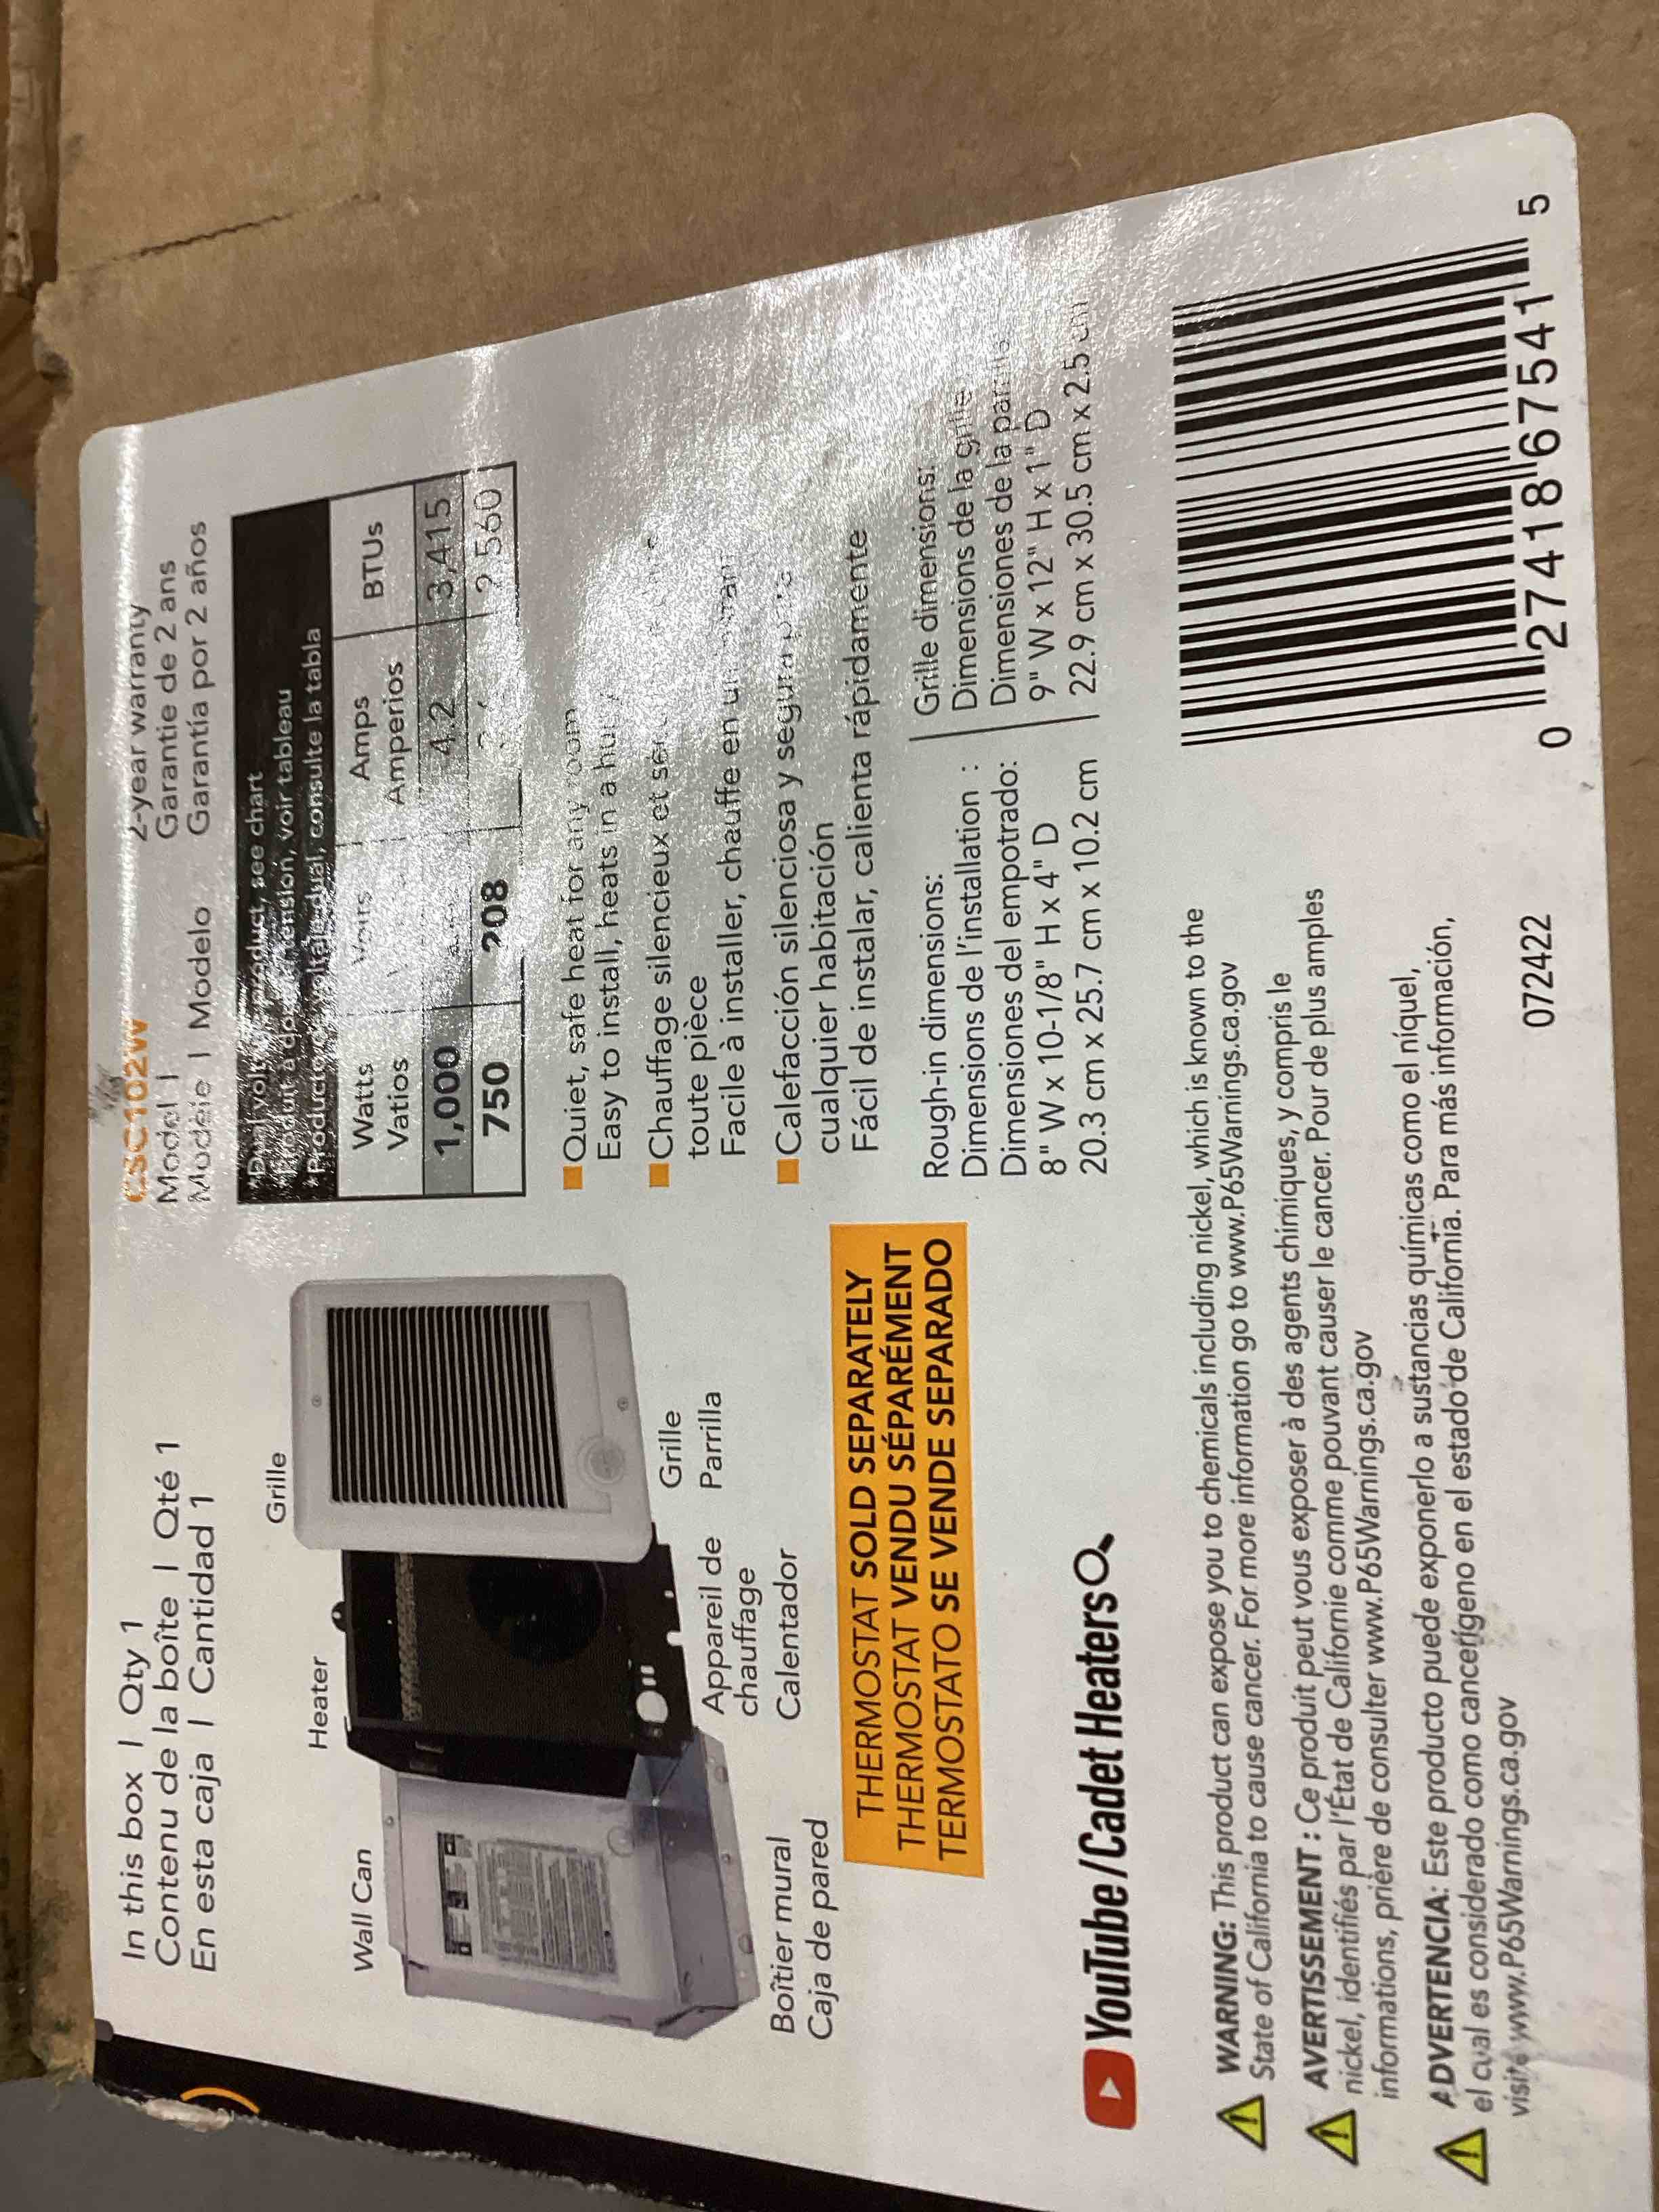 In this box | Qty 1
Contenu de la boîte | Qté 1
En esta caja | Cantidad 1
Grille
Heater
Wall Can
Grille
Parrilla
Appareil de
chauffage
Calentador
Boîtier mural
Caja de pared
THERMOSTAT SOLD SEPARATELY
THERMOSTAT VENDU SÉPARÉMENT
TERMOSTATO SE VENDE SEPARADO
YouTube/Cadet Heaters
CSC102W
Model |
Modèle | Modelo
2-year warranty
Garantie de 2 ans
Garantía por 2 años
*Dual voltage product, see chart
*Produit à double tension, voir tableau
*Producto de voltaje dual, consulte la tabla
Watts Volts Amps BTUs
Vatios Amperios
1,000 4.2 3,415
750 208 2,560
Quiet, safe heat for any room
Easy to install, heats in a hurry
Chauffage silencieux et
toute pièce
Facile à installer, chauffe en un
Calefacción silenciosa y segura para
cualquier habitación
Fácil de instalar, calienta rápidamente
Rough-in dimensions:
Dimensions de l'installation :
Dimensiones del empotrado:
8" W x 10-1/8" H x 4" D
20.3 cm x 25.7 cm x 10.2 cm
Grille dimensions:
Dimensions de la grille
Dimensiones de la parrilla:
9" W x 12" H x 1" D
22.9 cm x 30.5 cm x 2.5 cm
WARNING: This product can expose you to chemicals including nickel, which is known to the
State of California to cause cancer. For more information go to www.P65Warnings.ca.gov
AVERTISSEMENT : Ce produit peut vous exposer à des agents chimiques, y compris le
nickel, identifiés par l'État de Californie comme pouvant causer le cancer. Pour de plus amples
informations, prière de consulter www.P65Warnings.ca.gov
ADVERTENCIA: Este producto puede exponerlo a sustancias químicas como el níquel,
el cual es considerado como cancerígeno en el estado de California. Para más información,
visite www.P65Warnings.ca.gov
072422
0 27418 67541 5